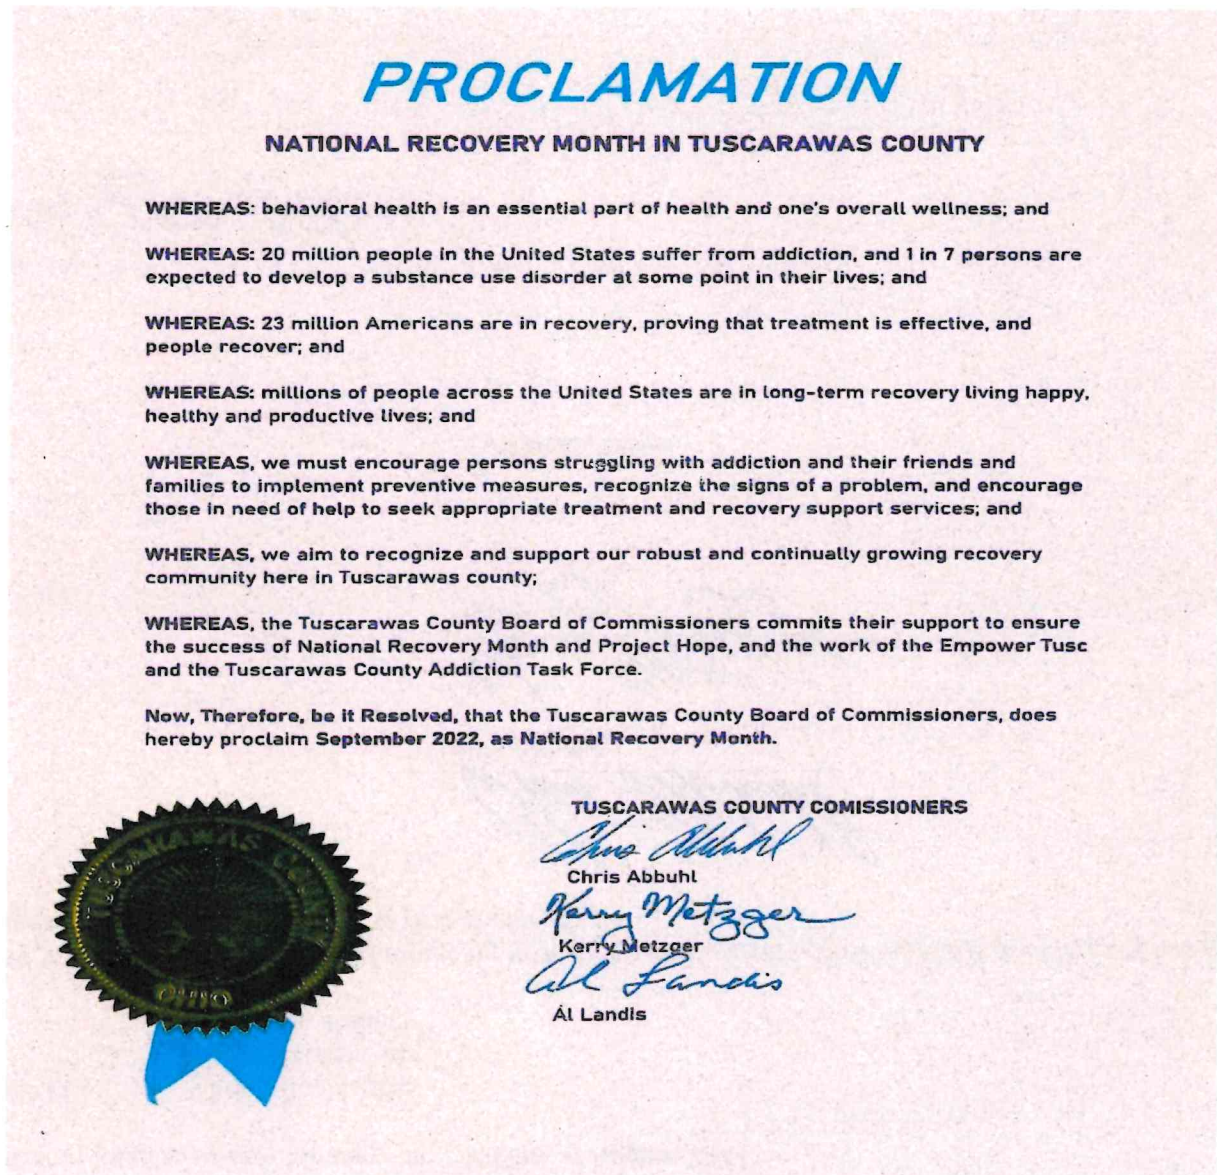 PROCLAMATION
NATIONAL RECOVERY MONTH IN TUSCARAWAS COUNTY
WHEREAS: behavioral health is an essential part of health and one's overall wellness; and
WHEREAS: 20 million people in the United States suffer from addiction, and 1 in 7 persons are
expected to develop a substance use disorder at some point in their lives; and
WHEREAS: 23 million Americans are in recovery, proving that treatment is effective, and
people recover; and
WHEREAS: millions of people across the United States are in long-term recovery living happy,
healthy and productive lives; and
WHEREAS, we must encourage persons struggling with addiction and their friends and
families to implement preventive measures, recognize the signs of a problem, and encourage
those in need of help to seek appropriate treatment and recovery support services; and
WHEREAS, we aim to recognize and support our robust and continually growing recovery
community here in Tuscarawas county;
WHEREAS, the Tuscarawas County Board of Commissioners commits their support to ensure
the success of National Recovery Month and Project Hope, and the work of the Empower Tusc
and the Tuscarawas County Addiction Task Force.
Now, Therefore, be it Resolved, that the Tuscarawas County Board of Commissioners, does
hereby proclaim September 2022, as National Recovery Month.
TUSCARAWAS COUNTY COMISSIONERS
Chris Abbuhl
Chris Abbuhl
Kerry Metzger
Kerry Metzger
Al Landis
Al Landis
TUSCARAWAS COUNTY
OHIO